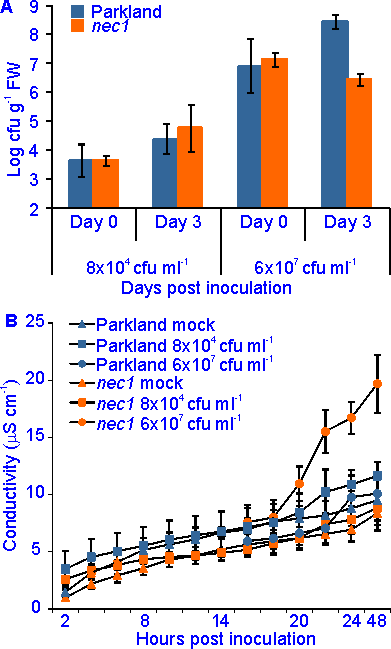 A
Parkland
nec1
Log cfu g⁻¹ FW
9
8
7
6
5
4
3
2
Day 0 Day 3 Day 0 Day 3
8x10⁴ cfu ml⁻¹ 6x10⁷ cfu ml⁻¹
Days post inoculation
B
Parkland mock
Parkland 8x10⁴ cfu ml⁻¹
Parkland 6x10⁷ cfu ml⁻¹
nec1 mock
nec1 8x10⁴ cfu ml⁻¹
nec1 6x10⁷ cfu ml⁻¹
Conductivity (µS cm⁻¹)
25
20
15
10
5
0
2 8 14 20 24 48
Hours post inoculation